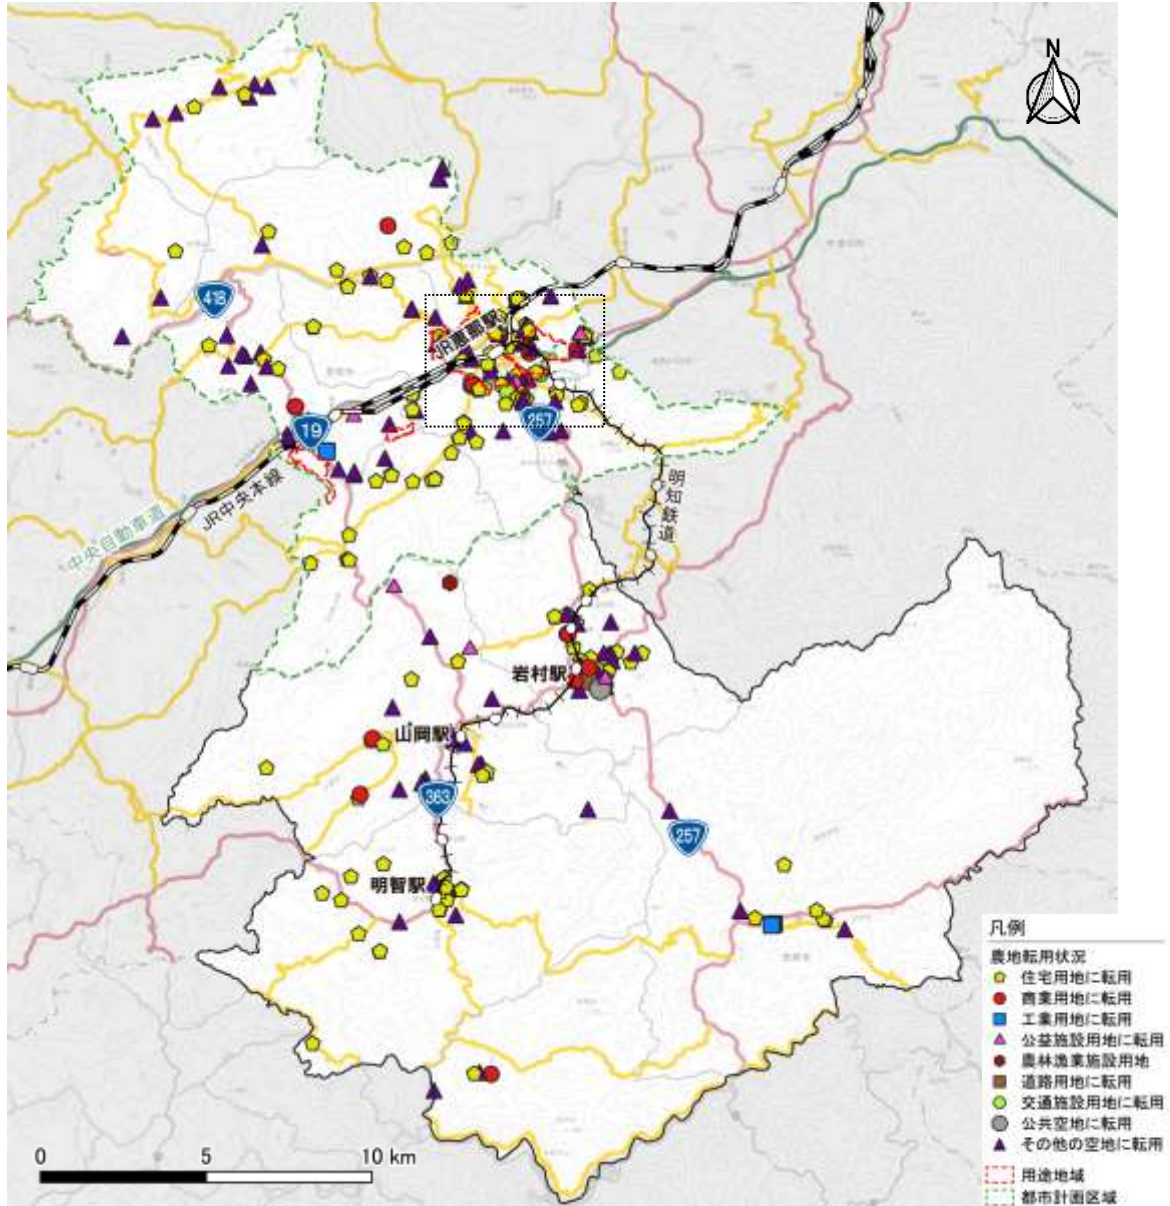 N
418
JR恵那駅
257
19
JR中央本線
中央自動車道
明知鉄道
岩村駅
山岡駅
363
257
明智駅
凡例
農地転用状況
住宅用地に転用
商業用地に転用
工業用地に転用
公益施設用地に転用
農林漁業施設用地
道路用地に転用
交通施設用地に転用
公共空地に転用
その他の空地に転用
用途地域
都市計画区域
0 5 10 km